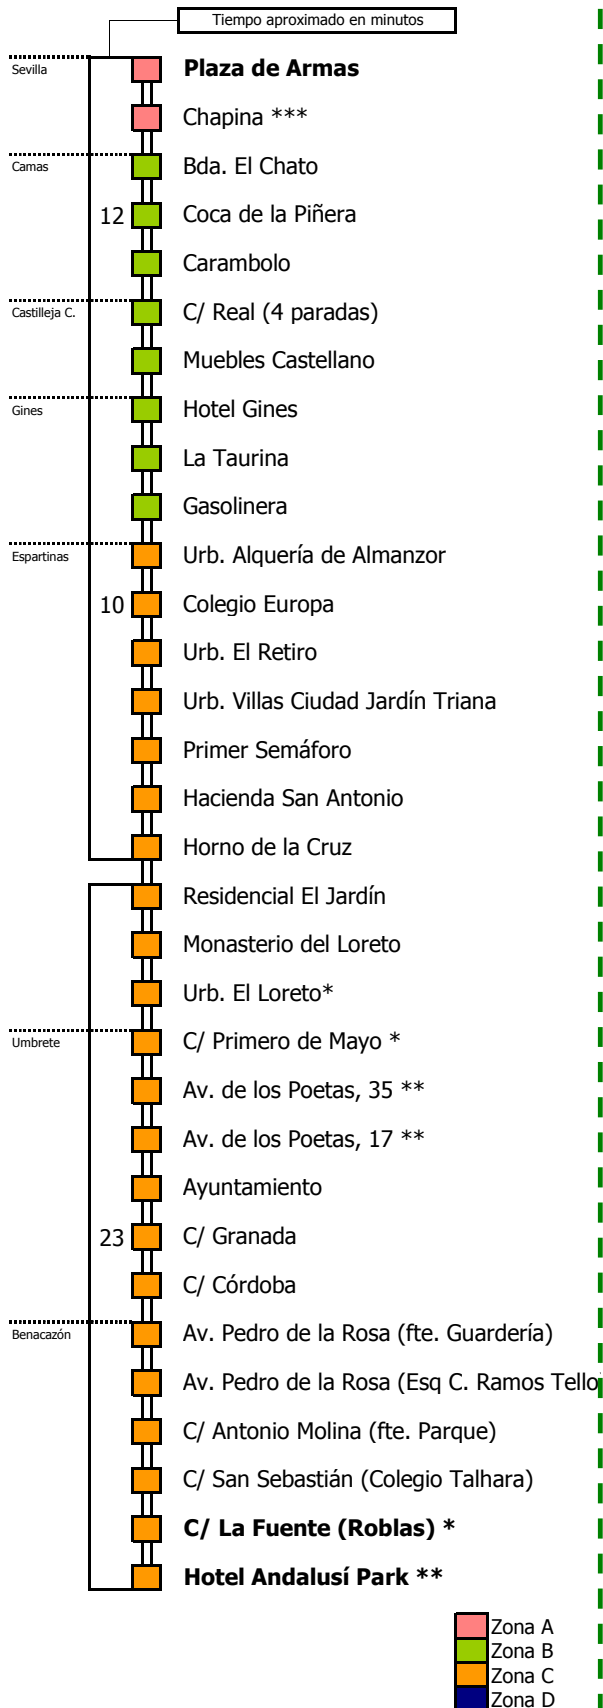 Tiempo aproximado en minutos
Sevilla
Plaza de Armas
Chapina ***
Camas
Bda. El Chato
12
Coca de la Piñera
Carambolo
Castilleja C.
C/ Real (4 paradas)
Muebles Castellano
Gines
Hotel Gines
La Taurina
Gasolinera
Espartinas
Urb. Alquería de Almanzor
10
Colegio Europa
Urb. El Retiro
Urb. Villas Ciudad Jardín Triana
Primer Semáforo
Hacienda San Antonio
Horno de la Cruz
Residencial El Jardín
Monasterio del Loreto
Urb. El Loreto*
Umbrete
C/ Primero de Mayo *
Av. de los Poetas, 35 **
Av. de los Poetas, 17 **
Ayuntamiento
23
C/ Granada
C/ Córdoba
Benacazón
Av. Pedro de la Rosa (fte. Guardería)
Av. Pedro de la Rosa (Esq C. Ramos Tello
C/ Antonio Molina (fte. Parque)
C/ San Sebastián (Colegio Talhara)
C/ La Fuente (Roblas) *
Hotel Andalusí Park **
Zona A
Zona B
Zona C
Zona D